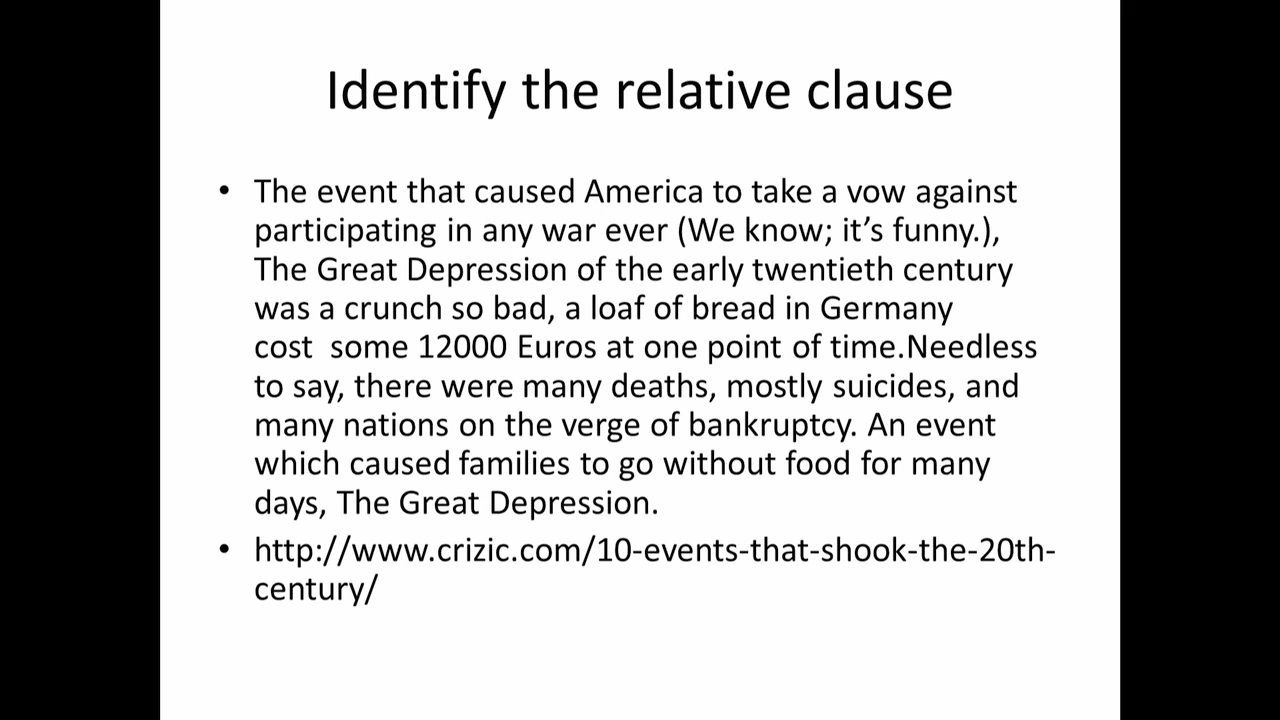 Identify the relative clause
• The event that caused America to take a vow against
participating in any war ever (We know; it’s funny.),
The Great Depression of the early twentieth century
was a crunch so bad, a loaf of bread in Germany
cost  some 12000 Euros at one point of time.Needless
to say, there were many deaths, mostly suicides, and
many nations on the verge of bankruptcy. An event
which caused families to go without food for many
days, The Great Depression.
• http://www.crizic.com/10-events-that-shook-the-20th-
century/